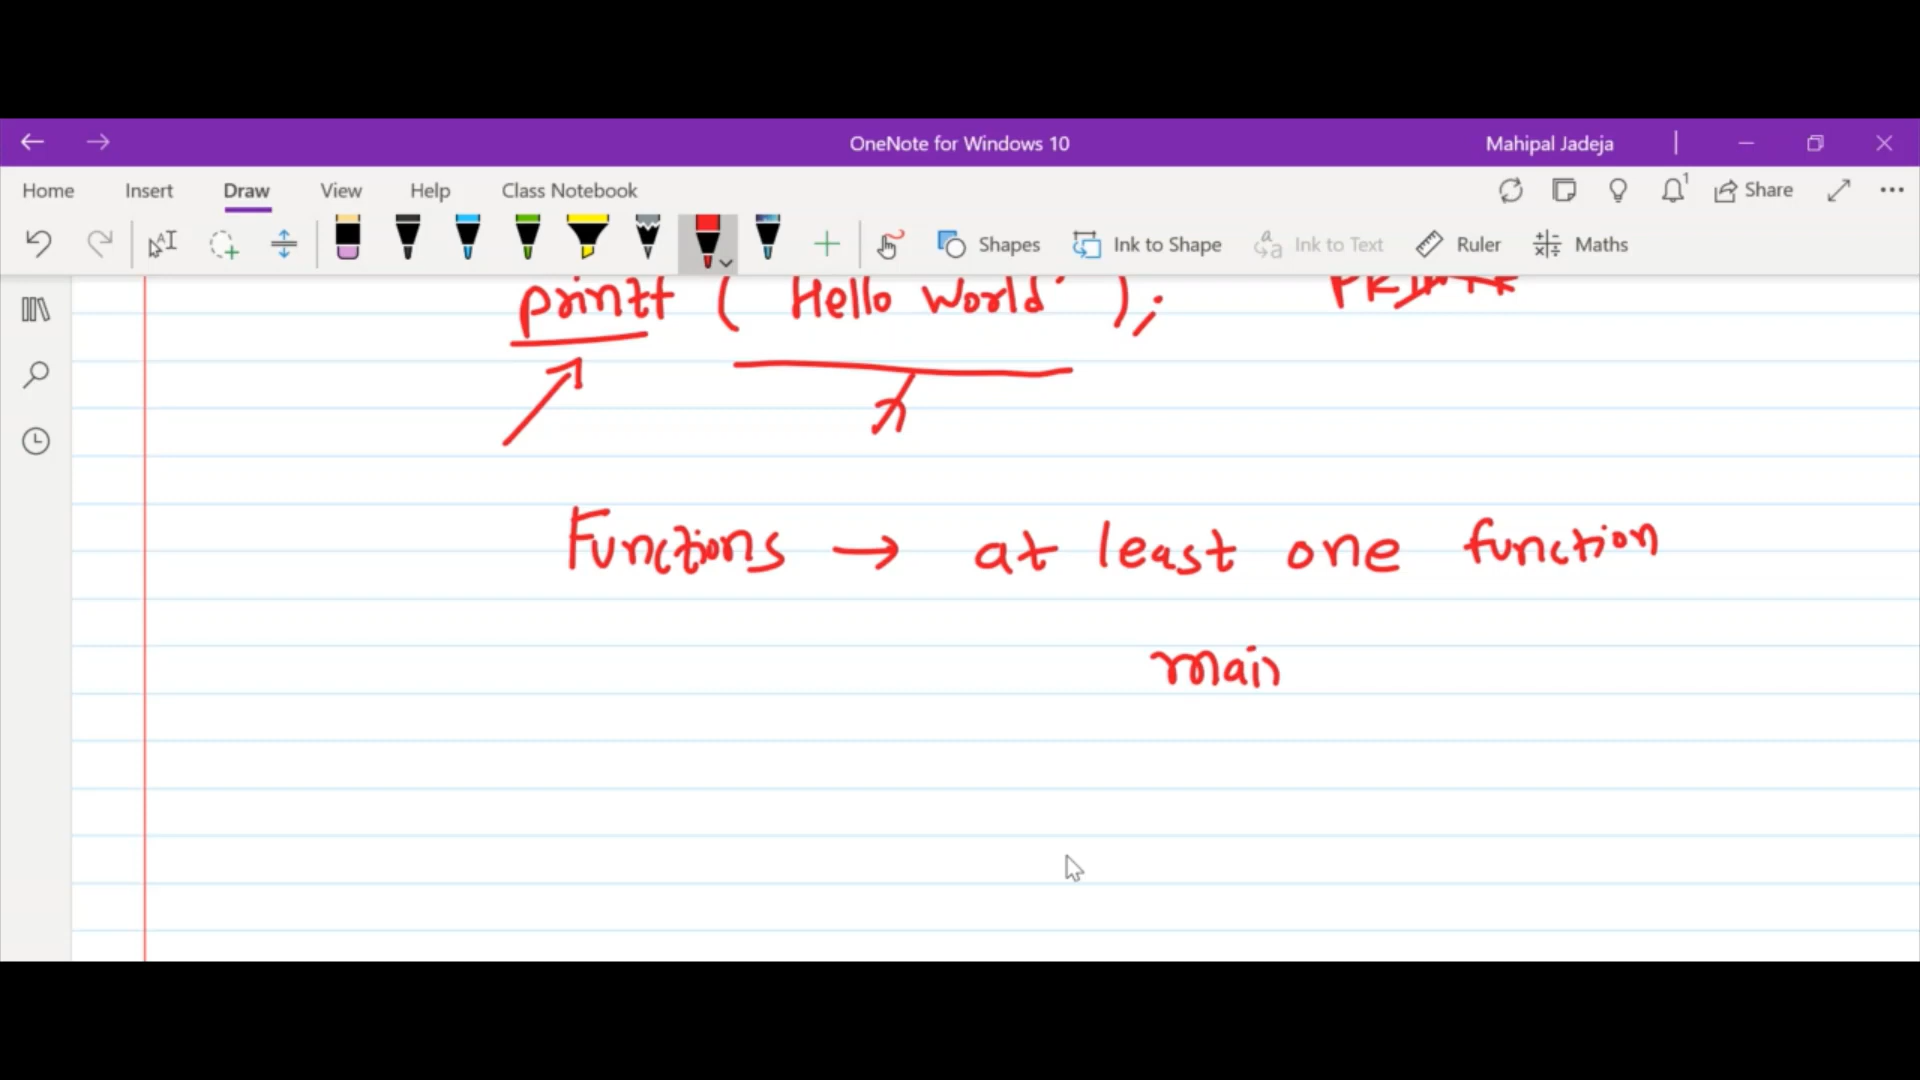 OneNote for Windows 10 Mahipal Jadeja
Home Insert Draw View Help Class Notebook 1 Share
Shapes Ink to Shape Ink to Text Ruler Maths
printf ( Hello World" );
Functions → at least one function
main